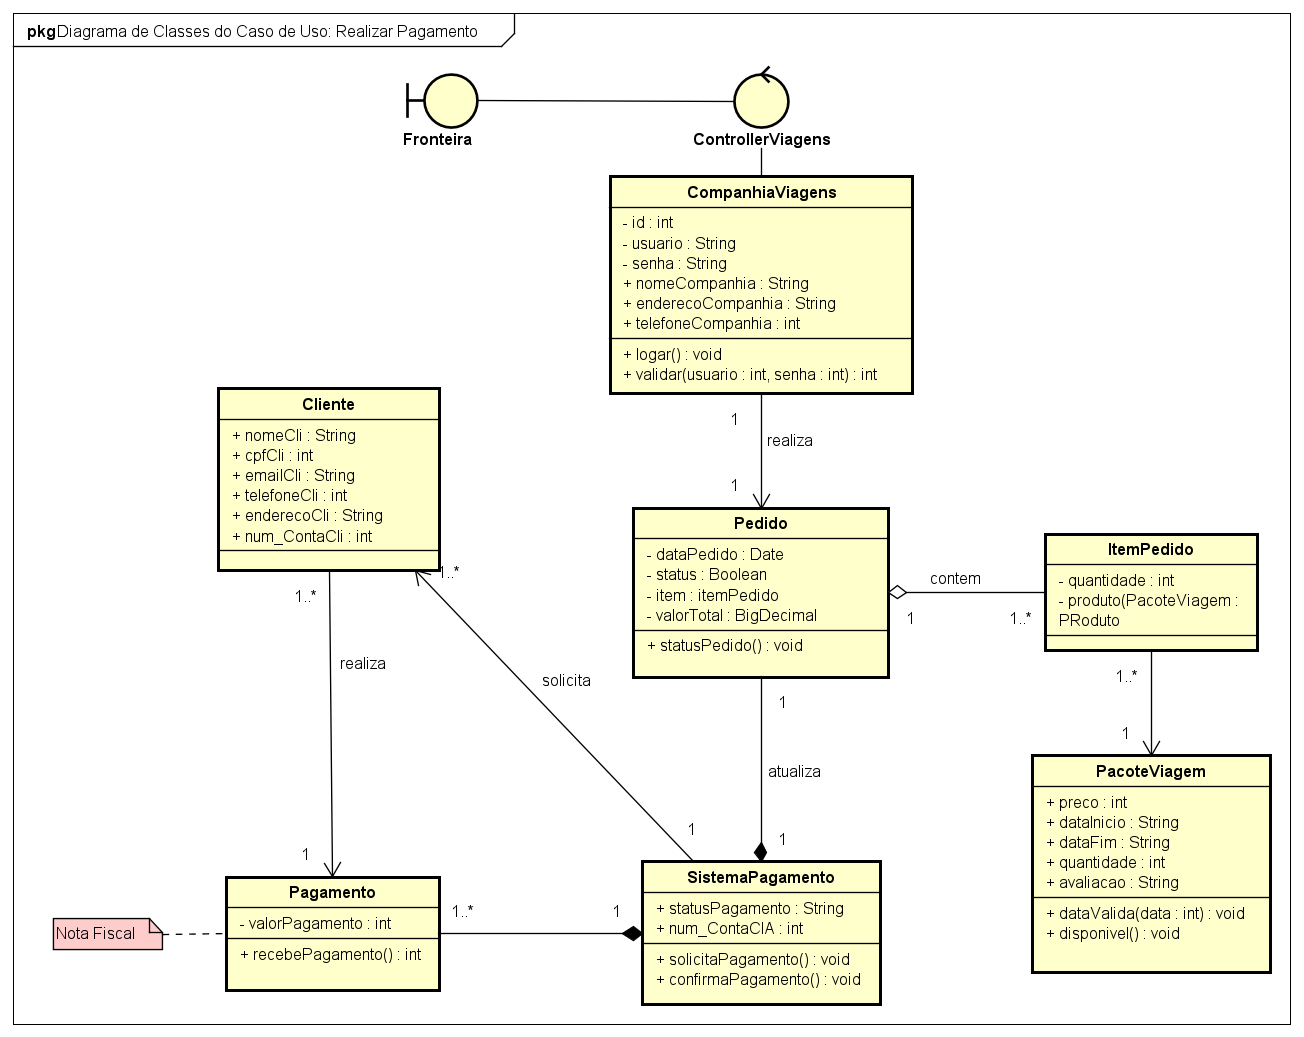 pkg Diagrama de Classes do Caso de Uso: Realizar Pagamento
Fronteira
ControllerViagens
CompanhiaViagens
- id : int
- usuario : String
- senha : String
+ nomeCompanhia : String
+ enderecoCompanhia : String
+ telefoneCompanhia : int
+ logar() : void
+ validar(usuario : int, senha : int) : int
1
realiza
1
Cliente
+ nomeCli : String
+ cpfCli : int
+ emailCli : String
+ telefoneCli : int
+ enderecoCli : String
+ num_ContaCli : int
1..*
1..*
realiza
solicita
1
1
Pedido
- dataPedido : Date
- status : Boolean
- item : itemPedido
- valorTotal : BigDecimal
+ statusPedido() : void
contem
1
1..*
ItemPedido
- quantidade : int
- produto(PacoteViagem :
PRoduto
1..*
1
1
atualiza
1
PacoteViagem
+ preco : int
+ dataInicio : String
+ dataFim : String
+ quantidade : int
+ avaliacao : String
+ dataValida(data : int) : void
+ disponivel() : void
Pagamento
- valorPagamento : int
+ recebePagamento() : int
Nota Fiscal
1..*
1
SistemaPagamento
+ statusPagamento : String
+ num_ContaCIA : int
+ solicitaPagamento() : void
+ confirmaPagamento() : void